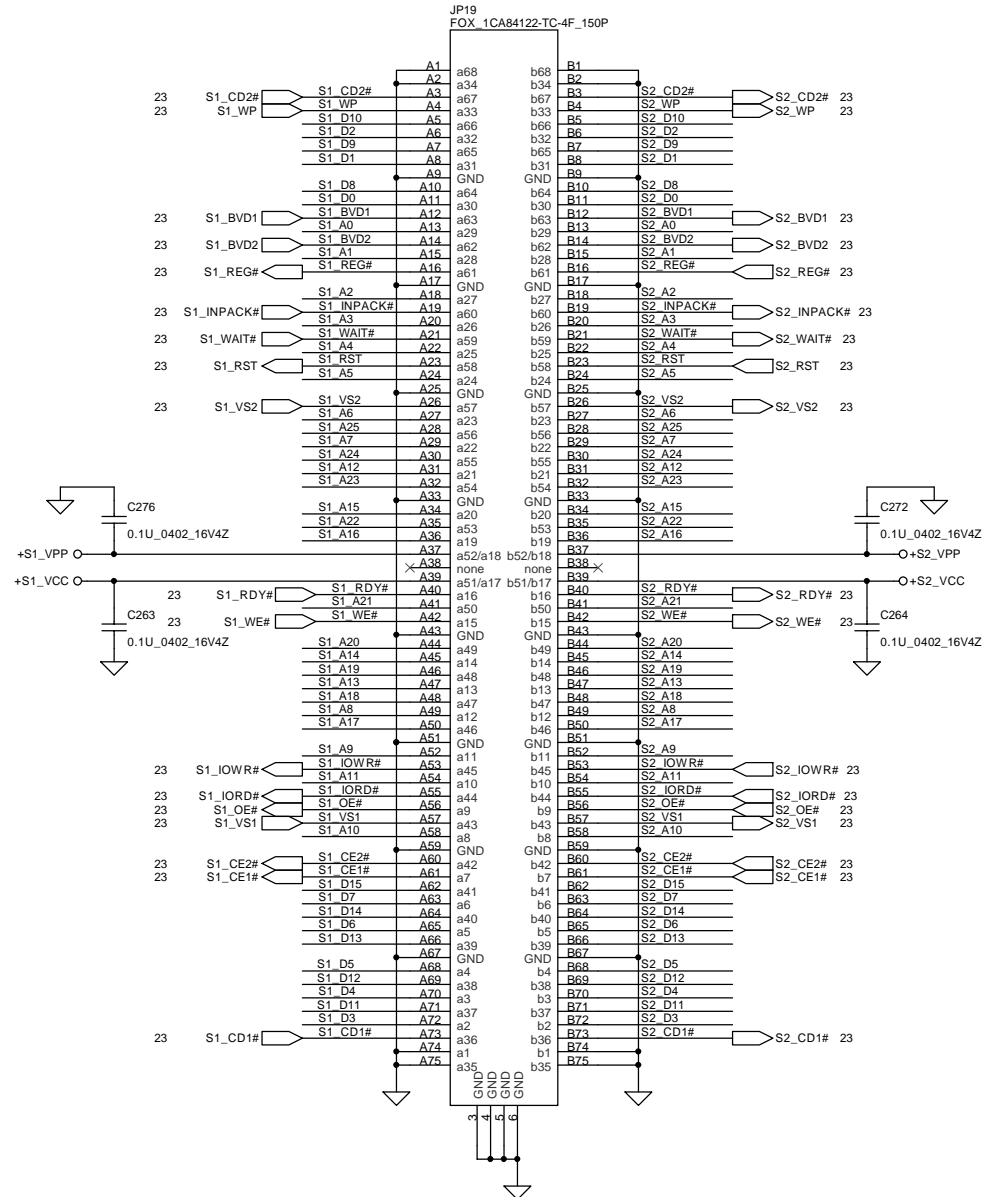 JP19
FOX_1CA84122-TC-4F_150P
A1 a68 b68 B1
A2 a34 b34 B2
23 S1_CD2# S1_CD2# A3 a67 b67 B3 S2_CD2# S2_CD2# 23
23 S1_WP S1_WP A4 a33 b33 B4 S2_WP S2_WP 23
S1_D10 A5 a66 b66 B5 S2_D10
S1_D2 A6 a32 b32 B6 S2_D2
S1_D9 A7 a65 b65 B7 S2_D9
S1_D1 A8 a31 b31 B8 S2_D1
A9 GND GND B9
S1_D8 A10 a64 b64 B10 S2_D8
S1_D0 A11 a30 b30 B11 S2_D0
23 S1_BVD1 S1_BVD1 A12 a63 b63 B12 S2_BVD1 S2_BVD1 23
S1_A0 A13 a29 b29 B13 S2_A0
23 S1_BVD2 S1_BVD2 A14 a62 b62 B14 S2_BVD2 S2_BVD2 23
S1_A1 A15 a28 b28 B15 S2_A1
23 S1_REG# S1_REG# A16 a61 b61 B16 S2_REG# S2_REG# 23
A17 GND GND B17
S1_A2 A18 a27 b27 B18 S2_A2
23 S1_INPACK# S1_INPACK# A19 a60 b60 B19 S2_INPACK# S2_INPACK# 23
S1_A3 A20 a26 b26 B20 S2_A3
23 S1_WAIT# S1_WAIT# A21 a59 b59 B21 S2_WAIT# S2_WAIT# 23
S1_A4 A22 a25 b25 B22 S2_A4
23 S1_RST S1_RST A23 a58 b58 B23 S2_RST S2_RST 23
S1_A5 A24 a24 b24 B24 S2_A5
A25 GND GND B25
23 S1_VS2 S1_VS2 A26 a57 b57 B26 S2_VS2 S2_VS2 23
S1_A6 A27 a23 b23 B27 S2_A6
S1_A25 A28 a56 b56 B28 S2_A25
S1_A7 A29 a22 b22 B29 S2_A7
S1_A24 A30 a55 b55 B30 S2_A24
S1_A12 A31 a21 b21 B31 S2_A12
S1_A23 A32 a54 b54 B32 S2_A23
A33 GND GND B33
C276 S1_A15 A34 a20 b20 B34 S2_A15 C272
S1_A22 A35 a53 b53 B35 S2_A22
0.1U_0402_16V4Z S1_A16 A36 a19 b19 B36 S2_A16 0.1U_0402_16V4Z
+S1_VPP A37 a52/a18 b52/b18 B37 +S2_VPP
A38 none none B38
+S1_VCC A39 a51/a17 b51/b17 B39 +S2_VCC
23 S1_RDY# S1_RDY# A40 a16 b16 B40 S2_RDY# S2_RDY# 23
S1_A21 A41 a50 b50 B41 S2_A21
C263 23 S1_WE# S1_WE# A42 a15 b15 B42 S2_WE# S2_WE# 23 C264
A43 GND GND B43
0.1U_0402_16V4Z S1_A20 A44 a49 b49 B44 S2_A20 0.1U_0402_16V4Z
S1_A14 A45 a14 b14 B45 S2_A14
S1_A19 A46 a48 b48 B46 S2_A19
S1_A13 A47 a13 b13 B47 S2_A13
S1_A18 A48 a47 b47 B48 S2_A18
S1_A8 A49 a12 b12 B49 S2_A8
S1_A17 A50 a46 b46 B50 S2_A17
A51 GND GND B51
S1_A9 A52 a11 b11 B52 S2_A9
23 S1_IOWR# S1_IOWR# A53 a45 b45 B53 S2_IOWR# S2_IOWR# 23
S1_A11 A54 a10 b10 B54 S2_A11
23 S1_IORD# S1_IORD# A55 a44 b44 B55 S2_IORD# S2_IORD# 23
23 S1_OE# S1_OE# A56 a9 b9 B56 S2_OE# S2_OE# 23
23 S1_VS1 S1_VS1 A57 a43 b43 B57 S2_VS1 S2_VS1 23
S1_A10 A58 a8 b8 B58 S2_A10
A59 GND GND B59
23 S1_CE2# S1_CE2# A60 a42 b42 B60 S2_CE2# S2_CE2# 23
23 S1_CE1# S1_CE1# A61 a7 b7 B61 S2_CE1# S2_CE1# 23
S1_D15 A62 a41 b41 B62 S2_D15
S1_D7 A63 a6 b6 B63 S2_D7
S1_D14 A64 a40 b40 B64 S2_D14
S1_D6 A65 a5 b5 B65 S2_D6
S1_D13 A66 a39 b39 B66 S2_D13
A67 GND GND B67
S1_D5 A68 a4 b4 B68 S2_D5
S1_D12 A69 a38 b38 B69 S2_D12
S1_D4 A70 a3 b3 B70 S2_D4
S1_D11 A71 a37 b37 B71 S2_D11
S1_D3 A72 a2 b2 B72 S2_D3
23 S1_CD1# S1_CD1# A73 a36 b36 B73 S2_CD1# S2_CD1# 23
A74 a1 b1 B74
A75 a35 b35 B75
GND GND GND GND
3 4 5 6